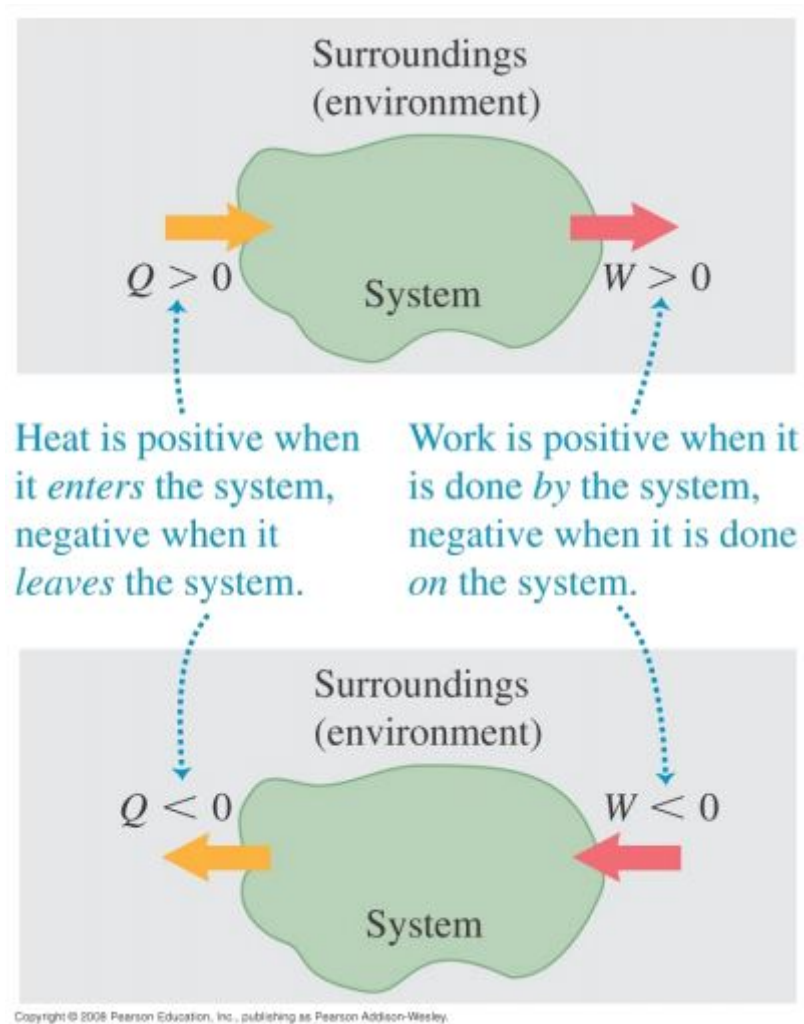 Surroundings
(environment)
Q > 0
System
W > 0
Heat is positive when
it enters the system,
negative when it
leaves the system.
Work is positive when it
is done by the system,
negative when it is done
on the system.
Surroundings
(environment)
Q < 0
W < 0
System
Copyright © 2008 Pearson Education, Inc., publishing as Pearson Addison-Wesley.